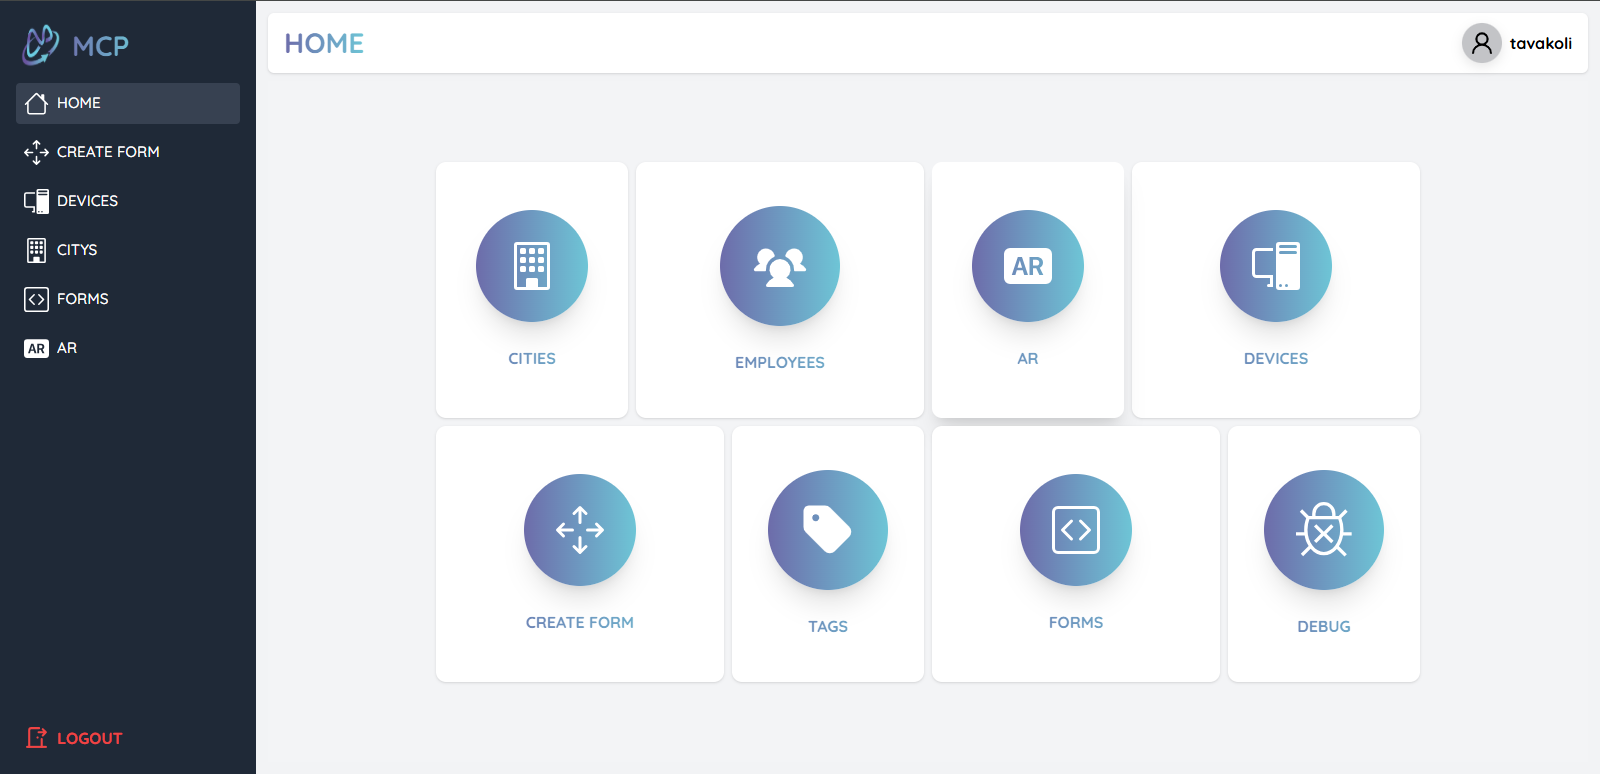 MCP
HOME
CREATE FORM
DEVICES
CITYS
FORMS
AR AR
LOGOUT
HOME
tavakoli
CITIES
EMPLOYEES
AR
AR
DEVICES
CREATE FORM
TAGS
FORMS
DEBUG